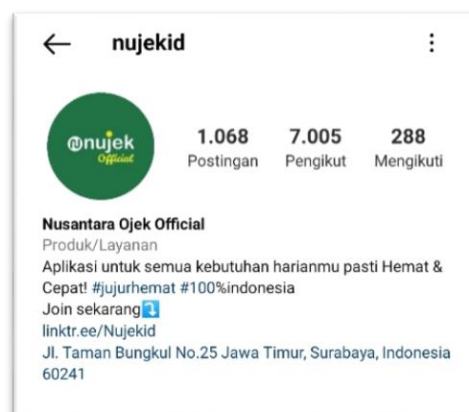 nujekid
nujek
Official
1.068 7.005 288
Postingan Pengikut Mengikuti
Nusantara Ojek Official
Produk/Layanan
Aplikasi untuk semua kebutuhan harianmu pasti Hemat &
Cepat! #jujurhemat #100%indonesia
Join sekarang⤵️
linktr.ee/Nujekid
Jl. Taman Bungkul No.25 Jawa Timur, Surabaya, Indonesia
60241